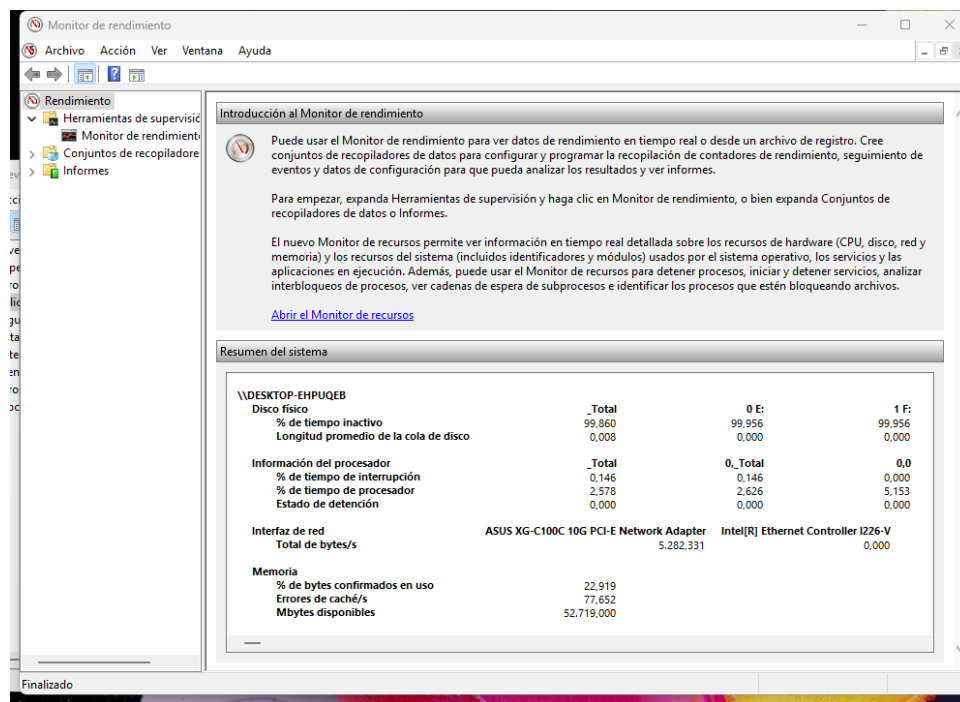 Monitor de rendimiento
Archivo Acción Ver Ventana Ayuda
Rendimiento
Herramientas de supervisió
Monitor de rendimient
Conjuntos de recopiladore
Informes
Introducción al Monitor de rendimiento
Puede usar el Monitor de rendimiento para ver datos de rendimiento en tiempo real o desde un archivo de registro. Cree
conjuntos de recopiladores de datos para configurar y programar la recopilación de contadores de rendimiento, seguimiento de
eventos y datos de configuración para que pueda analizar los resultados y ver informes.
Para empezar, expanda Herramientas de supervisión y haga clic en Monitor de rendimiento, o bien expanda Conjuntos de
recopiladores de datos o Informes.
El nuevo Monitor de recursos permite ver información en tiempo real detallada sobre los recursos de hardware (CPU, disco, red y
memoria) y los recursos del sistema (incluidos identificadores y módulos) usados por el sistema operativo, los servicios y las
aplicaciones en ejecución. Además, puede usar el Monitor de recursos para detener procesos, iniciar y detener servicios, analizar
interbloqueos de procesos, ver cadenas de espera de subprocesos e identificar los procesos que estén bloqueando archivos.
Abrir el Monitor de recursos
Resumen del sistema
\\DESKTOP-EHPUQEB
Disco físico _Total 0 E: 1 F:
% de tiempo inactivo 99,860 99,956 99,956
Longitud promedio de la cola de disco 0,008 0,000 0,000
Información del procesador _Total 0,_Total 0,0
% de tiempo de interrupción 0,146 0,146 0,000
% de tiempo de procesador 2,578 2,626 5,153
Estado de detención 0,000 0,000 0,000
Interfaz de red ASUS XG-C100C 10G PCI-E Network Adapter Intel[R] Ethernet Controller I226-V
Total de bytes/s 5.282,331 0,000
Memoria
% de bytes confirmados en uso 22,919
Errores de caché/s 77,652
Mbytes disponibles 52.719,000
Finalizado